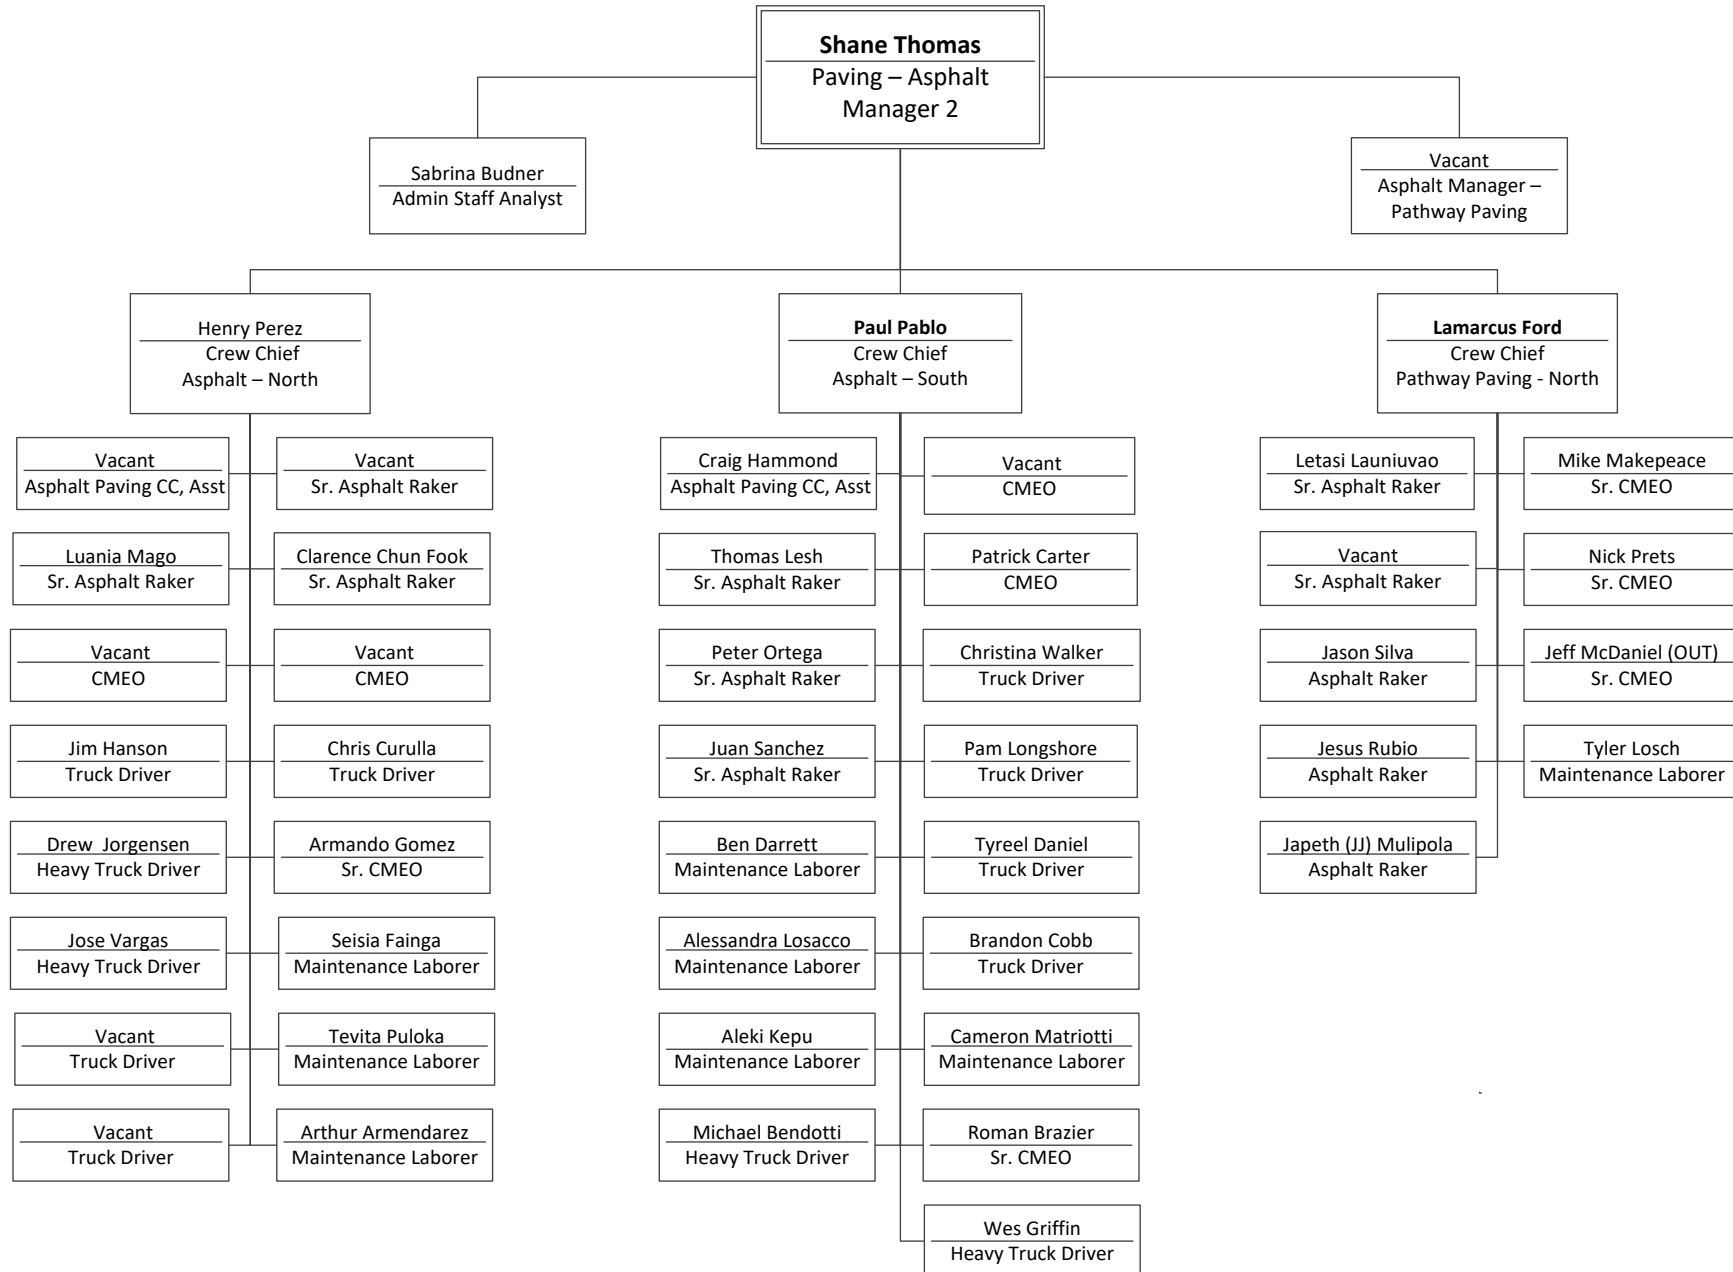 Shane Thomas
Paving – Asphalt
Manager 2
Sabrina Budner
Admin Staff Analyst
Vacant
Asphalt Manager –
Pathway Paving
Henry Perez
Crew Chief
Asphalt – North
Paul Pablo
Crew Chief
Asphalt – South
Lamarcus Ford
Crew Chief
Pathway Paving - North
Vacant
Asphalt Paving CC, Asst
Vacant
Sr. Asphalt Raker
Luania Mago
Sr. Asphalt Raker
Clarence Chun Fook
Sr. Asphalt Raker
Vacant
CMEO
Vacant
CMEO
Jim Hanson
Truck Driver
Chris Curulla
Truck Driver
Drew  Jorgensen
Heavy Truck Driver
Armando Gomez
Sr. CMEO
Jose Vargas
Heavy Truck Driver
Seisia Fainga
Maintenance Laborer
Vacant
Truck Driver
Tevita Puloka
Maintenance Laborer
Vacant
Truck Driver
Arthur Armendarez
Maintenance Laborer
Craig Hammond
Asphalt Paving CC, Asst
Vacant
CMEO
Thomas Lesh
Sr. Asphalt Raker
Patrick Carter
CMEO
Peter Ortega
Sr. Asphalt Raker
Christina Walker
Truck Driver
Juan Sanchez
Sr. Asphalt Raker
Pam Longshore
Truck Driver
Ben Darrett
Maintenance Laborer
Tyreel Daniel
Truck Driver
Alessandra Losacco
Maintenance Laborer
Brandon Cobb
Truck Driver
Aleki Kepu
Maintenance Laborer
Cameron Matriotti
Maintenance Laborer
Michael Bendotti
Heavy Truck Driver
Roman Brazier
Sr. CMEO
Wes Griffin
Heavy Truck Driver
Letasi Launiuvao
Sr. Asphalt Raker
Mike Makepeace
Sr. CMEO
Vacant
Sr. Asphalt Raker
Nick Prets
Sr. CMEO
Jason Silva
Asphalt Raker
Jeff McDaniel (OUT)
Sr. CMEO
Jesus Rubio
Asphalt Raker
Tyler Losch
Maintenance Laborer
Japeth (JJ) Mulipola
Asphalt Raker